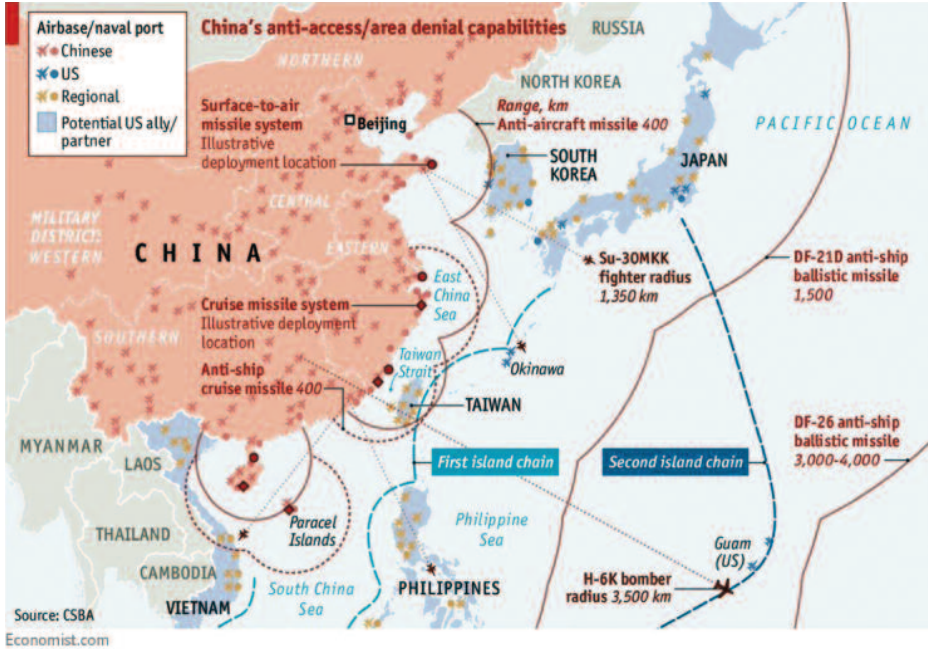 China's anti-access/area denial capabilities
Airbase/naval port
Chinese
US
Regional
Potential US ally/
partner
RUSSIA
NORTHERN
NORTH KOREA
Surface-to-air
missile system
Illustrative
deployment location
Beijing
Range, km
Anti-aircraft missile 400
PACIFIC OCEAN
SOUTH
KOREA
JAPAN
CENTRAL
MILITARY
DISTRICT:
WESTERN
EASTERN
CHINA
Su-30MKK
fighter radius
1,350 km
DF-21D anti-ship
ballistic missile
1,500
East
China
Sea
Cruise missile system
Illustrative deployment
location
SOUTHERN
Taiwan
Strait
Okinawa
Anti-ship
cruise missile 400
TAIWAN
MYANMAR
LAOS
First island chain
Second island chain
DF-26 anti-ship
ballistic missile
3,000-4,000
Paracel
Islands
Philippine
Sea
THAILAND
Guam
(US)
CAMBODIA
VIETNAM
South China
Sea
PHILIPPINES
H-6K bomber
radius 3,500 km
Source: CSBA
Economist.com